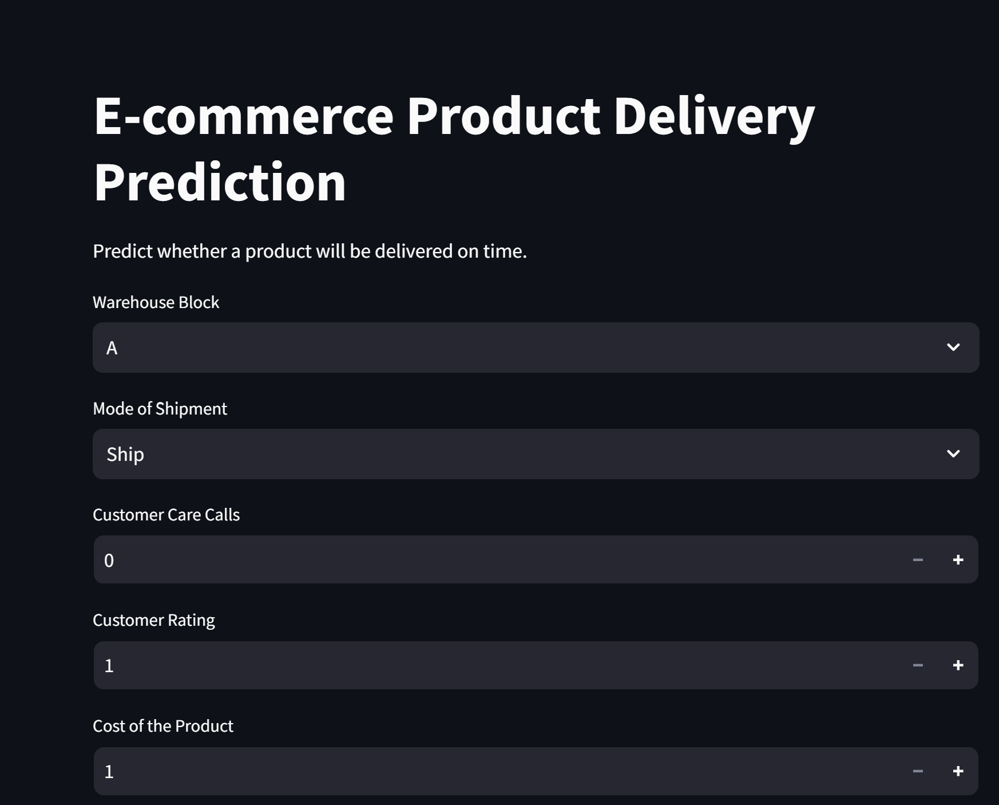 E-commerce Product Delivery
Prediction
Predict whether a product will be delivered on time.
Warehouse Block
A
Mode of Shipment
Ship
Customer Care Calls
0
Customer Rating
1
Cost of the Product
1